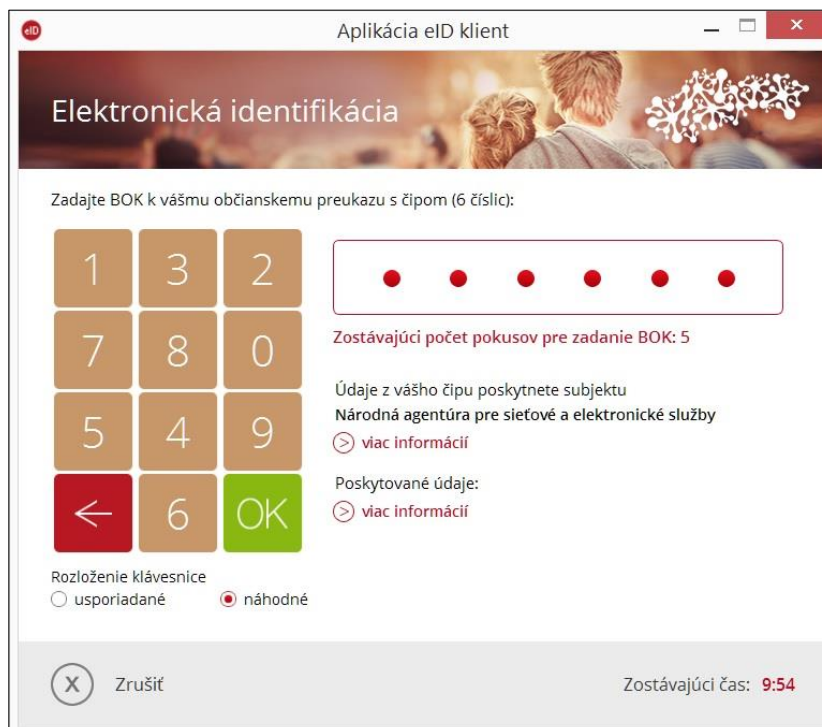 eID
Aplikácia eID klient
Elektronická identifikácia
Zadajte BOK k vášmu občianskemu preukazu s čipom (6 číslic):
1 3 2
7 8 0
5 4 9
6 OK
Zostávajúci počet pokusov pre zadanie BOK: 5
Údaje z vášho čipu poskytnete subjektu
Národná agentúra pre sieťové a elektronické služby
viac informácií
Poskytované údaje:
viac informácií
Rozloženie klávesnice
usporiadané náhodné
X Zrušiť
Zostávajúci čas: 9:54